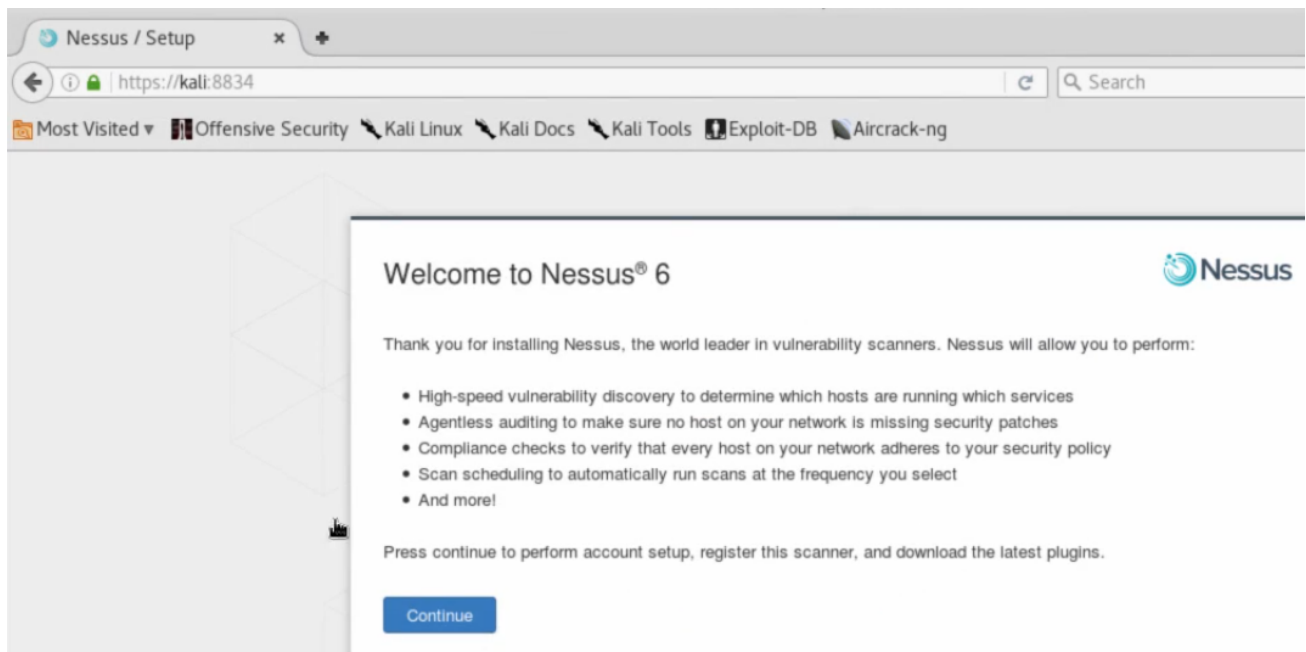 Nessus / Setup
https://kali:8834
Search
Most Visited Offensive Security Kali Linux Kali Docs Kali Tools Exploit-DB Aircrack-ng
Welcome to Nessus® 6
Nessus
Thank you for installing Nessus, the world leader in vulnerability scanners. Nessus will allow you to perform:
• High-speed vulnerability discovery to determine which hosts are running which services
• Agentless auditing to make sure no host on your network is missing security patches
• Compliance checks to verify that every host on your network adheres to your security policy
• Scan scheduling to automatically run scans at the frequency you select
• And more!
Press continue to perform account setup, register this scanner, and download the latest plugins.
Continue